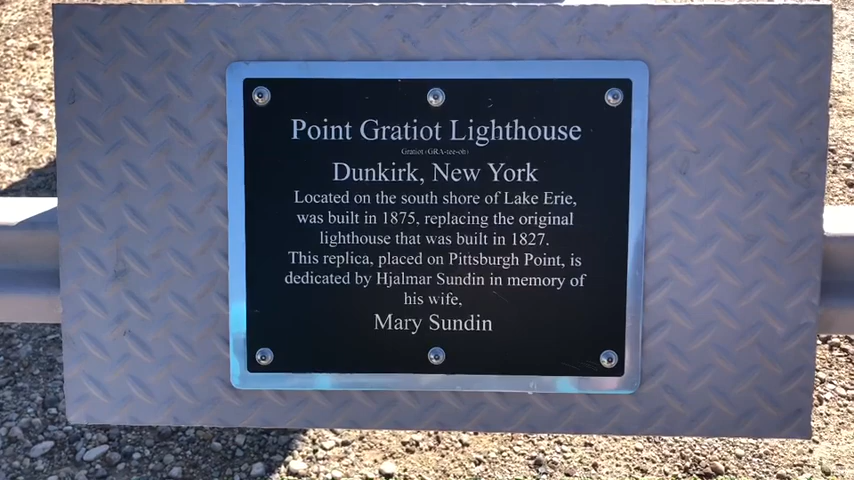 Point Gratiot Lighthouse
Gratiot (GRA-tee-oh)
Dunkirk, New York
Located on the south shore of Lake Erie,
was built in 1875, replacing the original
lighthouse that was built in 1827.
This replica, placed on Pittsburgh Point, is
dedicated by Hjalmar Sundin in memory of
his wife,
Mary Sundin